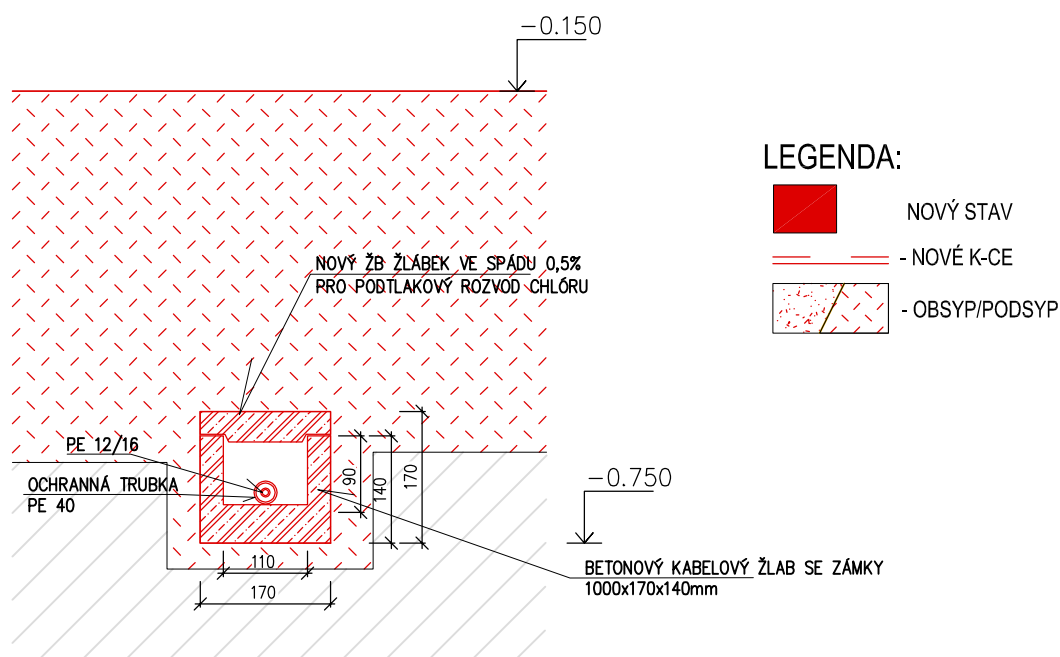 -0.150
LEGENDA:
NOVÝ STAV
- NOVÉ K-CE
- OBSYP/PODSYP
NOVÝ ŽB ŽLÁBEK VE SPÁDU 0,5%
PRO PODTLAKOVÝ ROZVOD CHLÓRU
PE 12/16
OCHRANNÁ TRUBKA
PE 40
90
140
170
-0.750
110
170
BETONOVÝ KABELOVÝ ŽLAB SE ZÁMKY
1000x170x140mm